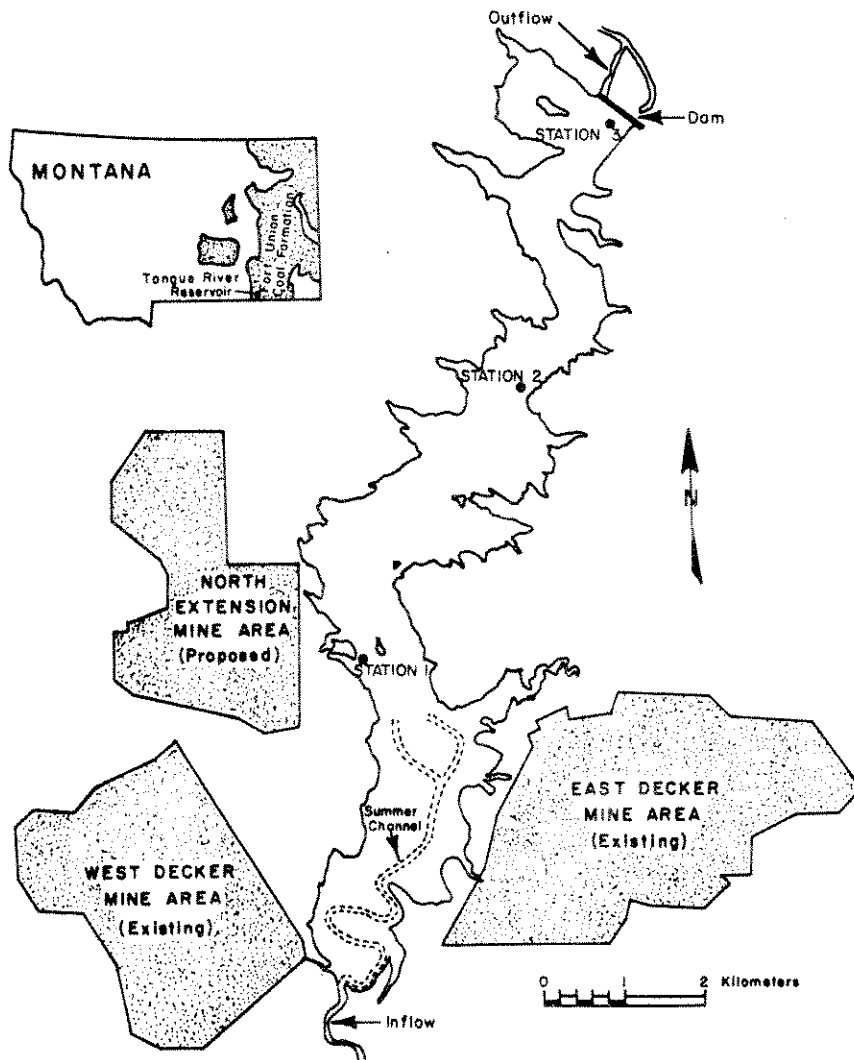 Outflow
Dam
STATION 3
MONTANA
Fort Union
Coal Formation
Tongue River
Reservoir
STATION 2
N
NORTH
EXTENSION
MINE AREA
(Proposed)
STATION 1
EAST DECKER
MINE AREA
(Existing)
Summer
Channel
WEST DECKER
MINE AREA
(Existing)
0 1 2 Kilometers
Inflow